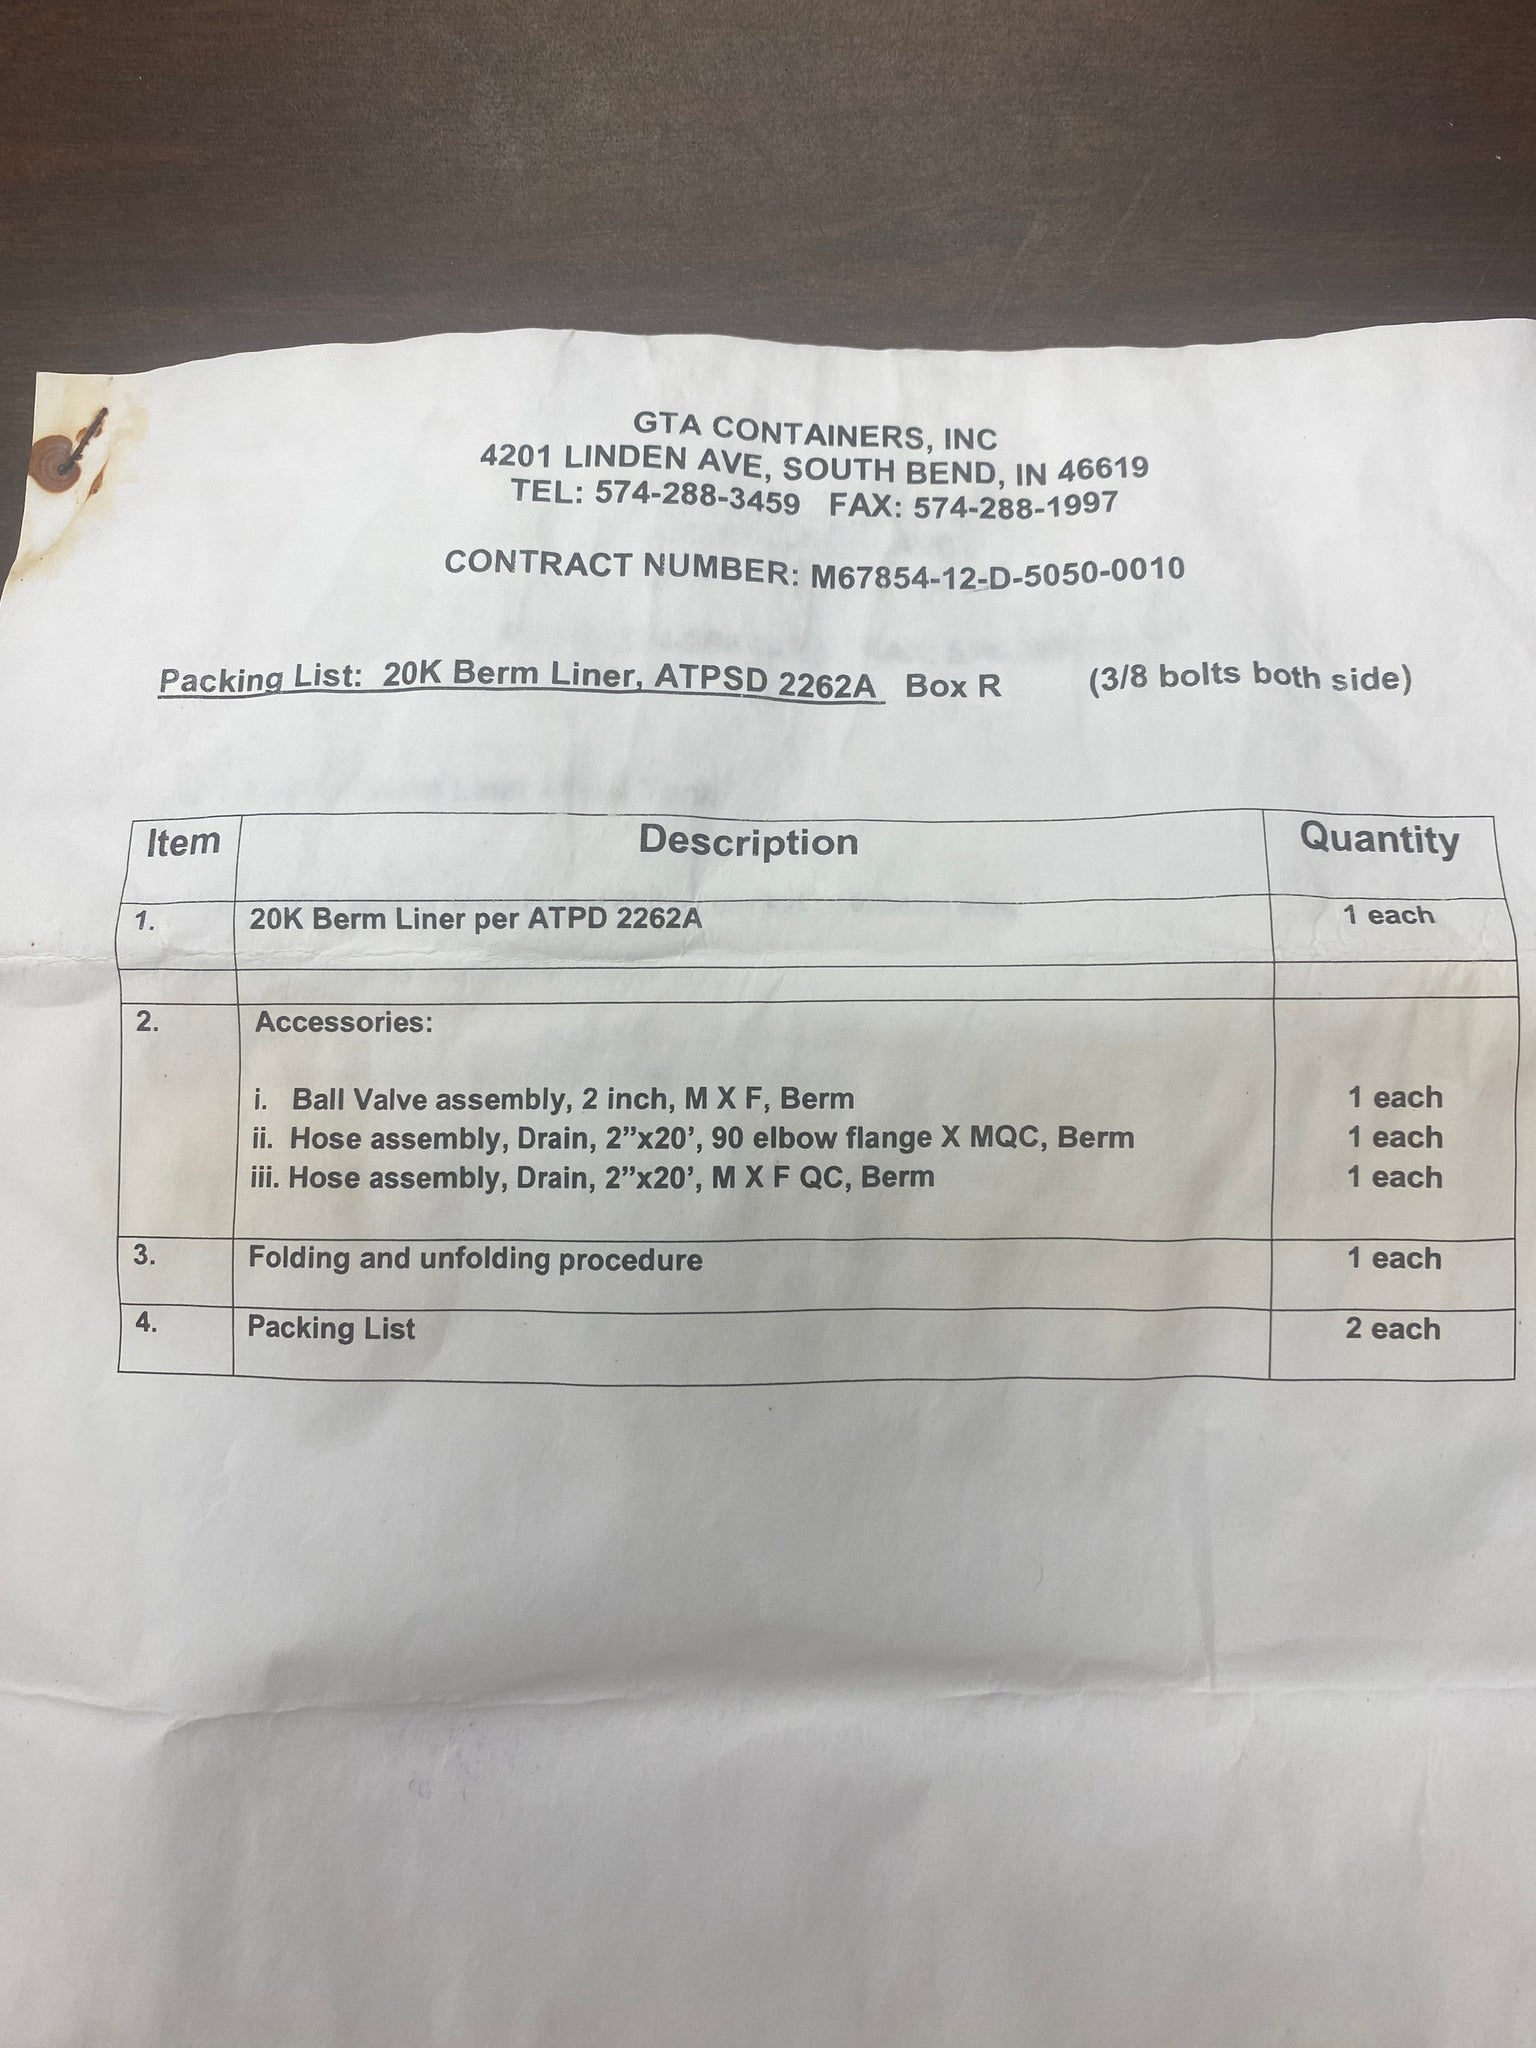 GTA CONTAINERS, INC
4201 LINDEN AVE, SOUTH BEND, IN 46619
TEL: 574-288-3459 FAX: 574-288-1997
CONTRACT NUMBER: M67854-12-D-5050-0010
Packing List: 20K Berm Liner, ATPSD 2262A Box R (3/8 bolts both side)
Item Description Quantity
1. 20K Berm Liner per ATPD 2262A 1 each
2. Accessories:
i. Ball Valve assembly, 2 inch, M X F, Berm 1 each
ii. Hose assembly, Drain, 2”x20’, 90 elbow flange X MQC, Berm 1 each
iii. Hose assembly, Drain, 2”x20’, M X F QC, Berm 1 each
3. Folding and unfolding procedure 1 each
4. Packing List 2 each